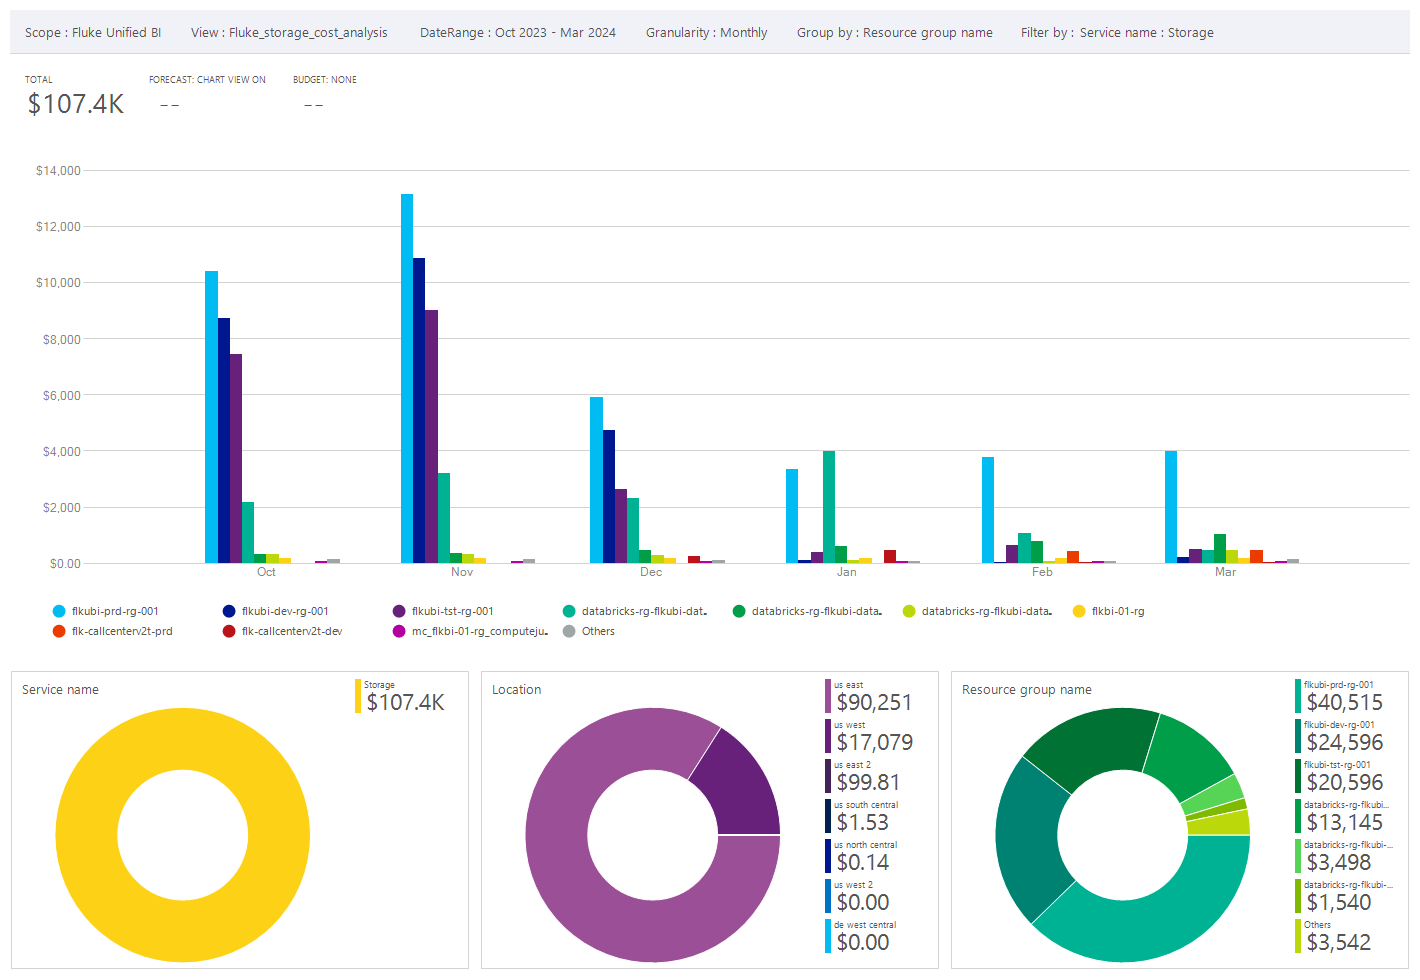 Scope : Fluke Unified BI View : Fluke_storage_cost_analysis DateRange : Oct 2023 - Mar 2024 Granularity : Monthly Group by : Resource group name Filter by : Service name : Storage
TOTAL FORECAST: CHART VIEW ON BUDGET: NONE
$107.4K -- --
$14,000
$12,000
$10,000
$8,000
$6,000
$4,000
$2,000
$0.00
Oct Nov Dec Jan Feb Mar
flkubi-prd-rg-001 flkubi-dev-rg-001 flkubi-tst-rg-001 databricks-rg-flkubi-dat... databricks-rg-flkubi-data... databricks-rg-flkubi-data... flkbi-01-rg
flk-callcenterv2t-prd flk-callcenterv2t-dev mc_flkbi-01-rg_computeju... Others
Service name
Storage
$107.4K
Location
us east
$90,251
us west
$17,079
us east 2
$99.81
us south central
$1.53
us north central
$0.14
us west 2
$0.00
de west central
$0.00
Resource group name
flkubi-prd-rg-001
$40,515
flkubi-dev-rg-001
$24,596
flkubi-tst-rg-001
$20,596
databricks-rg-flkubi...
$13,145
databricks-rg-flkubi-...
$3,498
databricks-rg-flkubi-...
$1,540
Others
$3,542